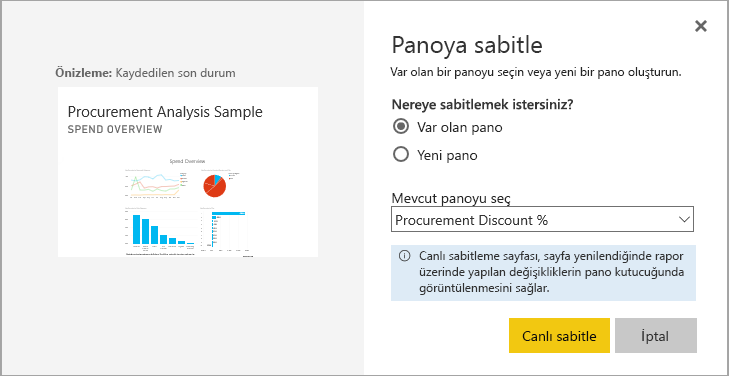 Önizleme: Kaydedilen son durum
Procurement Analysis Sample
SPEND OVERVIEW
Spend Overview
Panoya sabitle
Var olan bir panoyu seçin veya yeni bir pano oluşturun.
Nereye sabitlemek istersiniz?
Var olan pano
Yeni pano
Mevcut panoyu seç
Procurement Discount %
Canlı sabitleme sayfası, sayfa yenilendiğinde rapor
üzerinde yapılan değişikliklerin pano kutucuğunda
görüntülenmesini sağlar.
Canlı sabitle
İptal